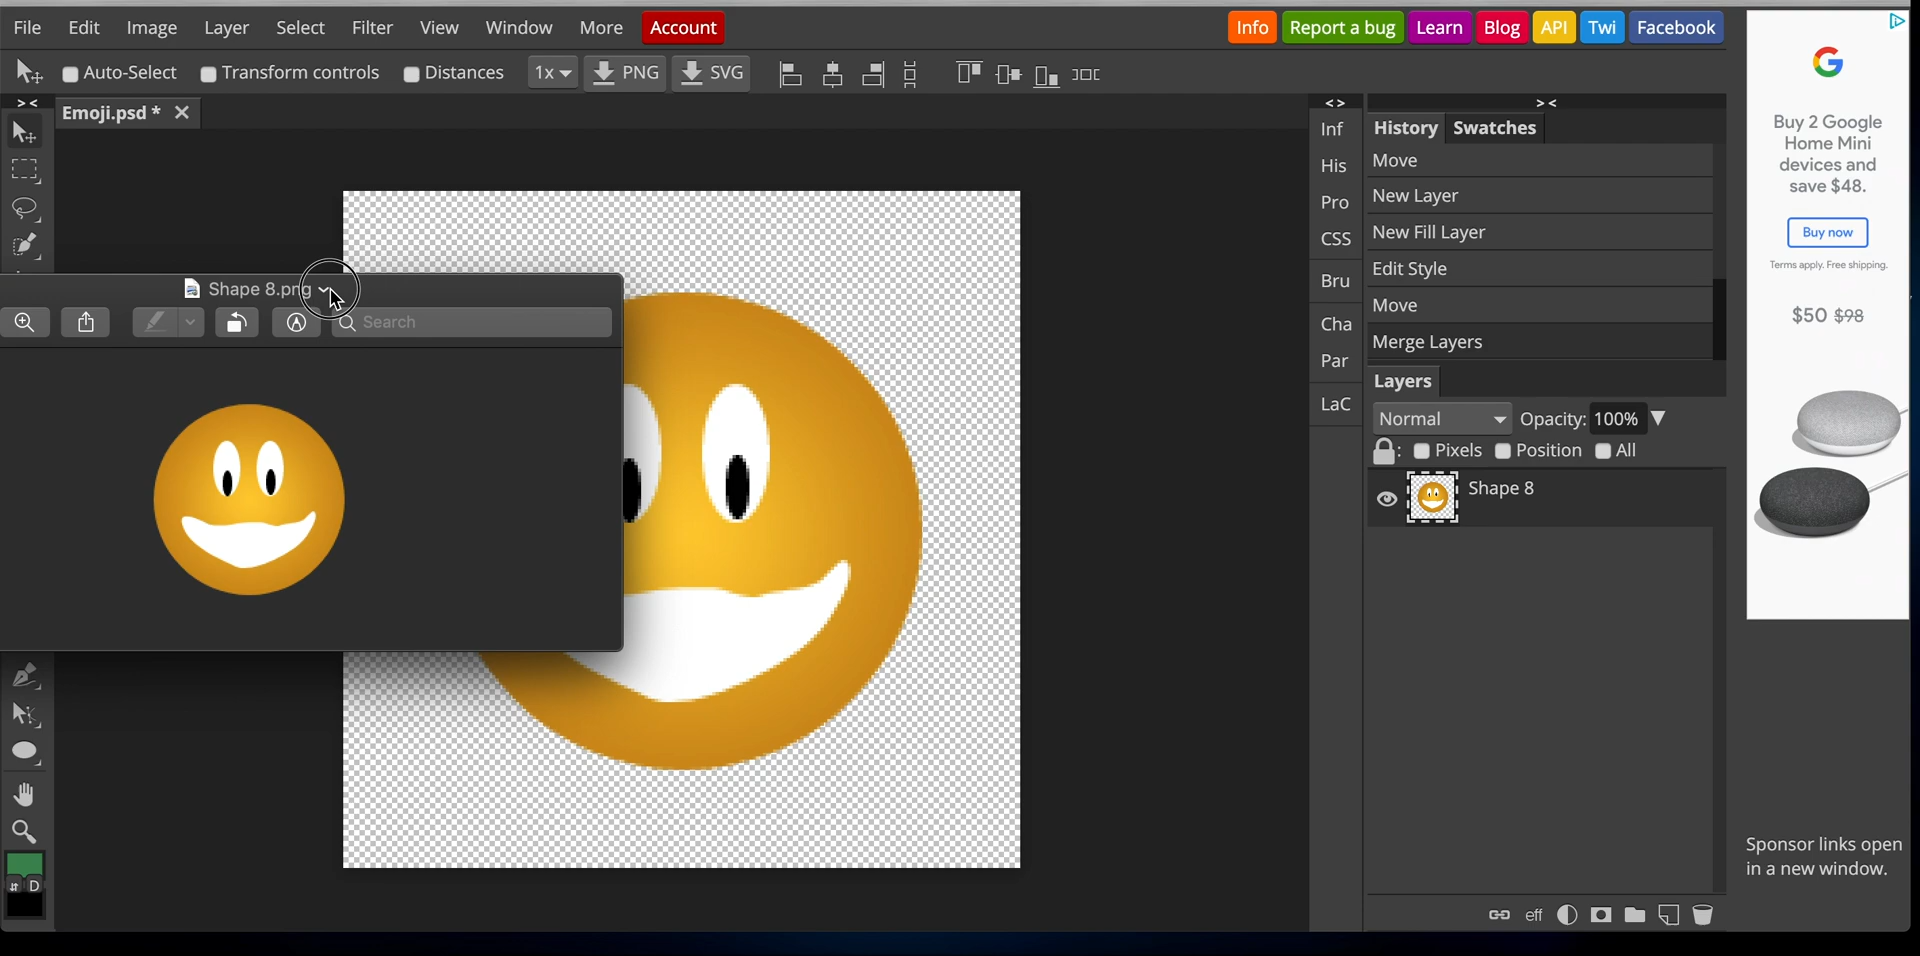 File Edit Image Layer Select Filter View Window More Account
Info Report a bug Learn Blog API Twi Facebook
Auto-Select Transform controls Distances 1x PNG SVG
Emoji.psd *
Shape 8.png
Search
Inf
His
Pro
CSS
Bru
Cha
Par
LaC
History Swatches
Move
New Layer
New Fill Layer
Edit Style
Move
Merge Layers
Layers
Normal Opacity: 100%
: Pixels Position All
Shape 8
eff
D
G
Buy 2 Google
Home Mini
devices and
save $48.
Buy now
Terms apply. Free shipping.
$50 $98
Sponsor links open
in a new window.